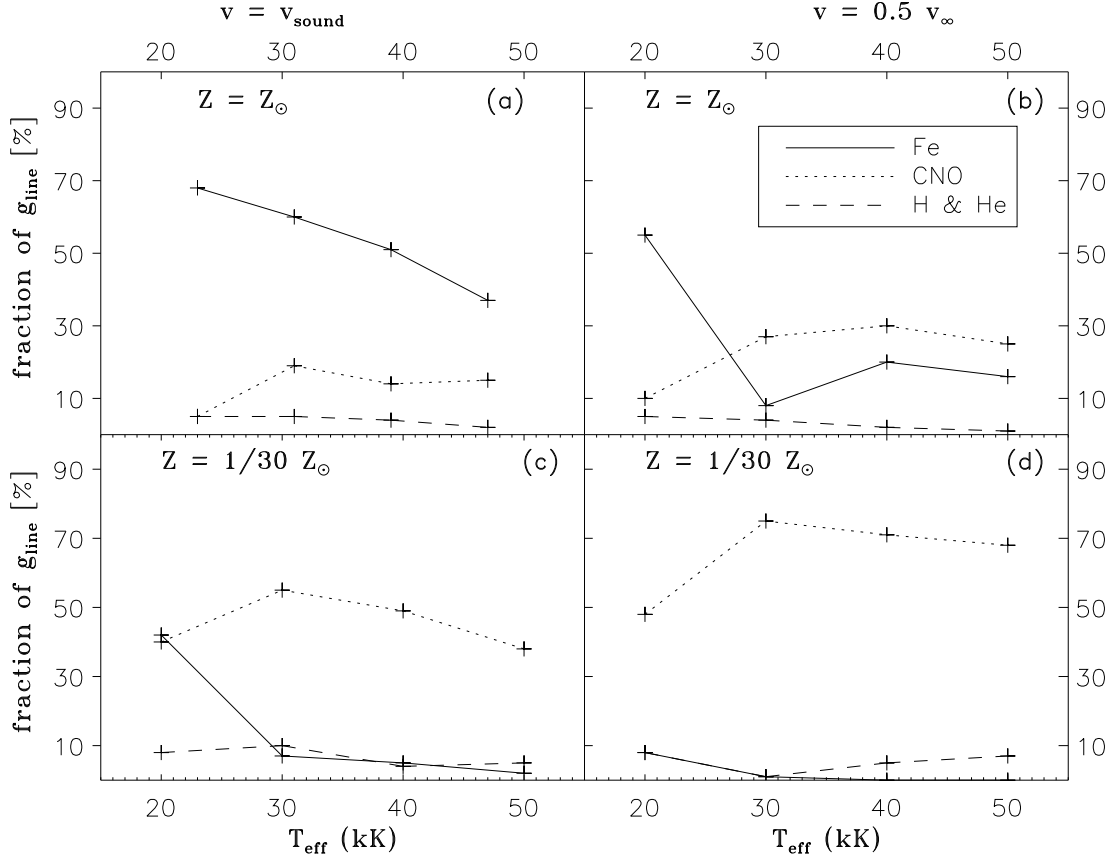 v = v_sound
v = 0.5 v_∞
20 30 40 50 20 30 40 50
Z = Z_⊙ (a)
Z = Z_⊙ (b)
Fe
CNO
H & He
fraction of g_line [%]
90
70
50
30
10
90
70
50
30
10
Z = 1/30 Z_⊙ (c)
Z = 1/30 Z_⊙ (d)
fraction of g_line [%]
90
70
50
30
10
90
70
50
30
10
20 30 40 50 20 30 40 50
T_eff (kK)
T_eff (kK)